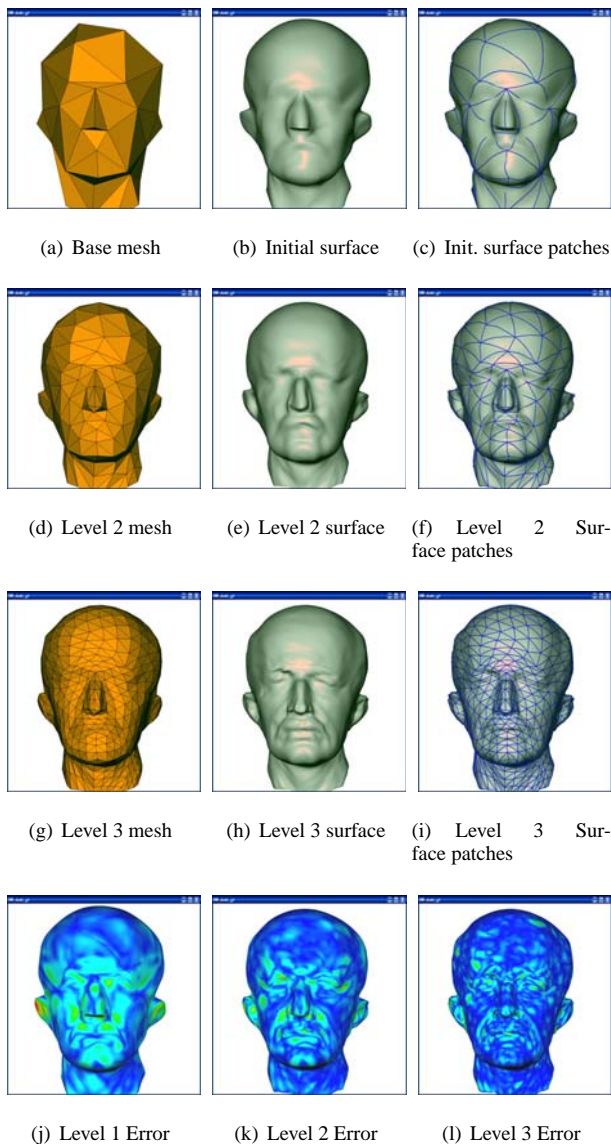 (a) Base mesh
(b) Initial surface
(c) Init. surface patches
(d) Level 2 mesh
(e) Level 2 surface
(f) Level 2 Sur-
face patches
(g) Level 3 mesh
(h) Level 3 surface
(i) Level 3 Sur-
face patches
(j) Level 1 Error
(k) Level 2 Error
(l) Level 3 Error